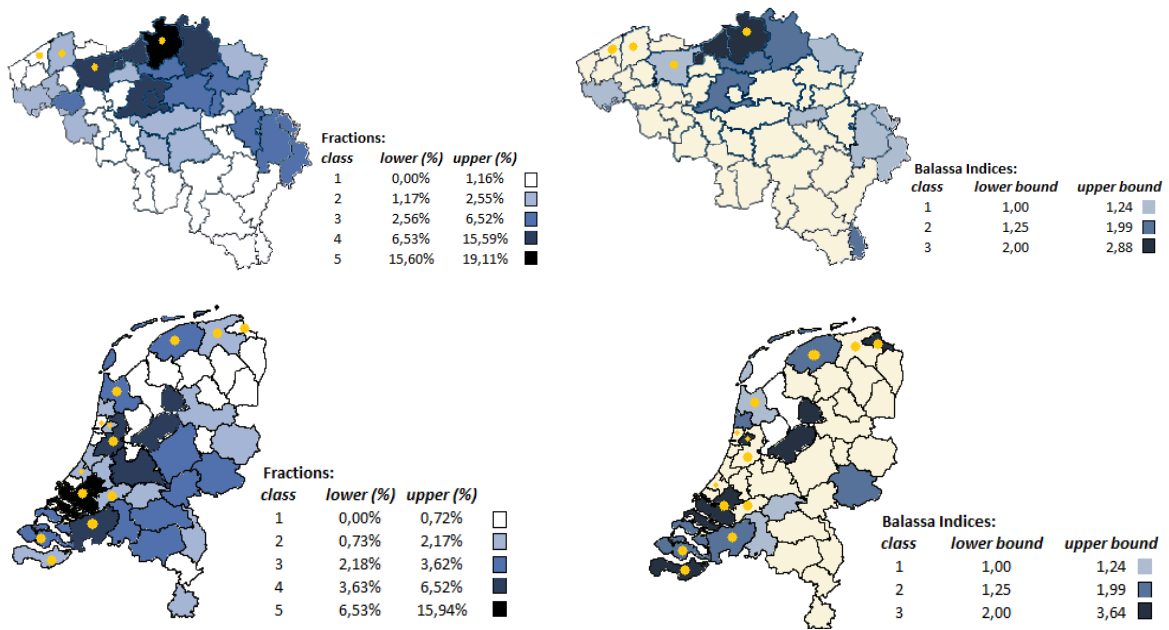 Fractions:
class lower (%) upper (%)
1 0,00% 1,16%
2 1,17% 2,55%
3 2,56% 6,52%
4 6,53% 15,59%
5 15,60% 19,11%
Balassa Indices:
class lower bound upper bound
1 1,00 1,24
2 1,25 1,99
3 2,00 2,88
Fractions:
class lower (%) upper (%)
1 0,00% 0,72%
2 0,73% 2,17%
3 2,18% 3,62%
4 3,63% 6,52%
5 6,53% 15,94%
Balassa Indices:
class lower bound upper bound
1 1,00 1,24
2 1,25 1,99
3 2,00 3,64